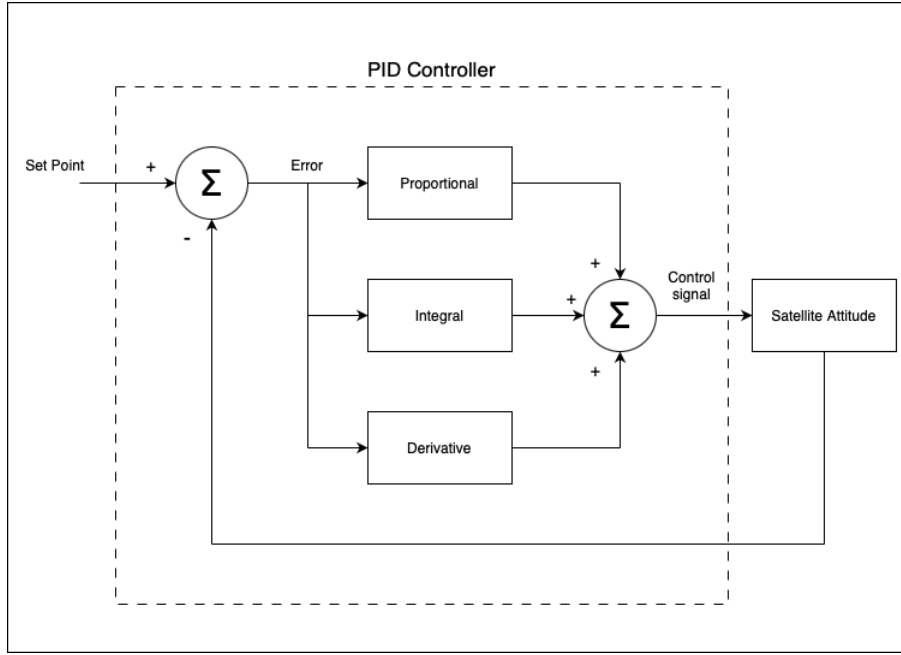 PID Controller
Set Point
+
Σ
-
Error
Proportional
Integral
Derivative
+
+
+
Σ
Control
signal
Satellite Attitude